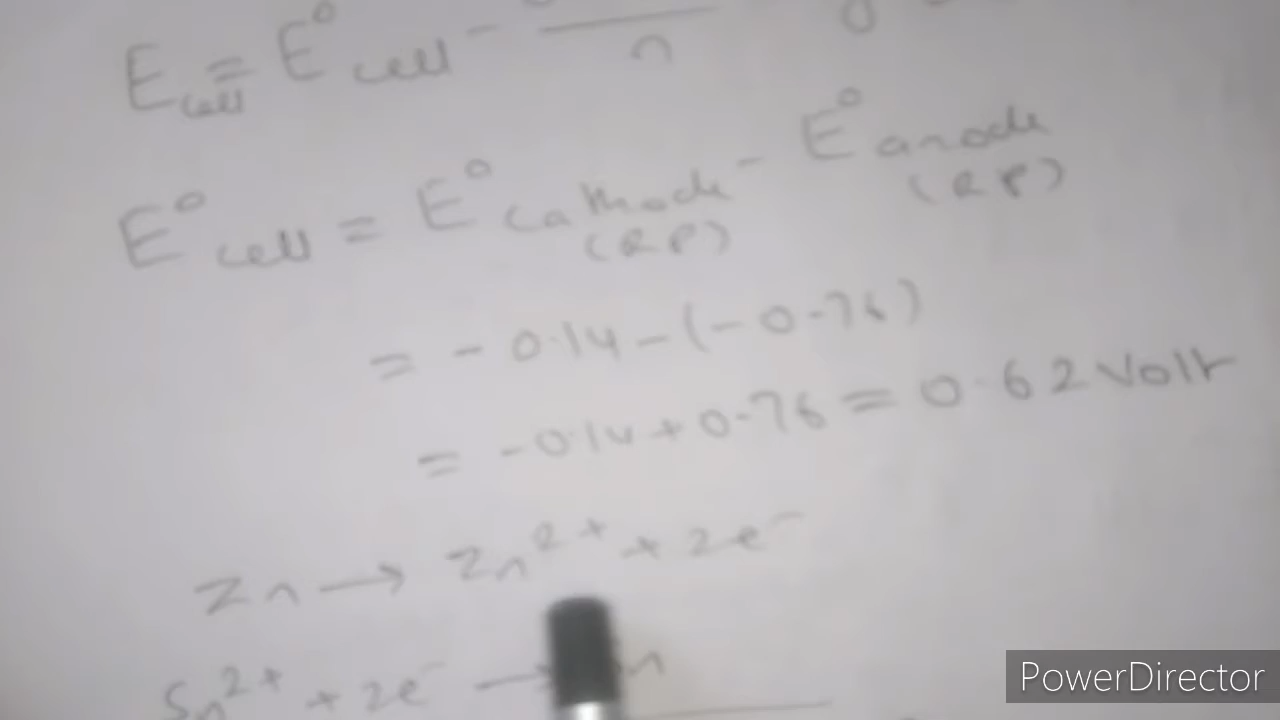 E cell = E° cell - n
E° cell = E° Cathode - E° anode
(RP) (RP)
= - 0.14 - (- 0.76)
= - 0.14 + 0.76 = 0.62 Volt
Zn → Zn²⁺ + 2e⁻
Sn²⁺ + 2e⁻ → n
PowerDirector